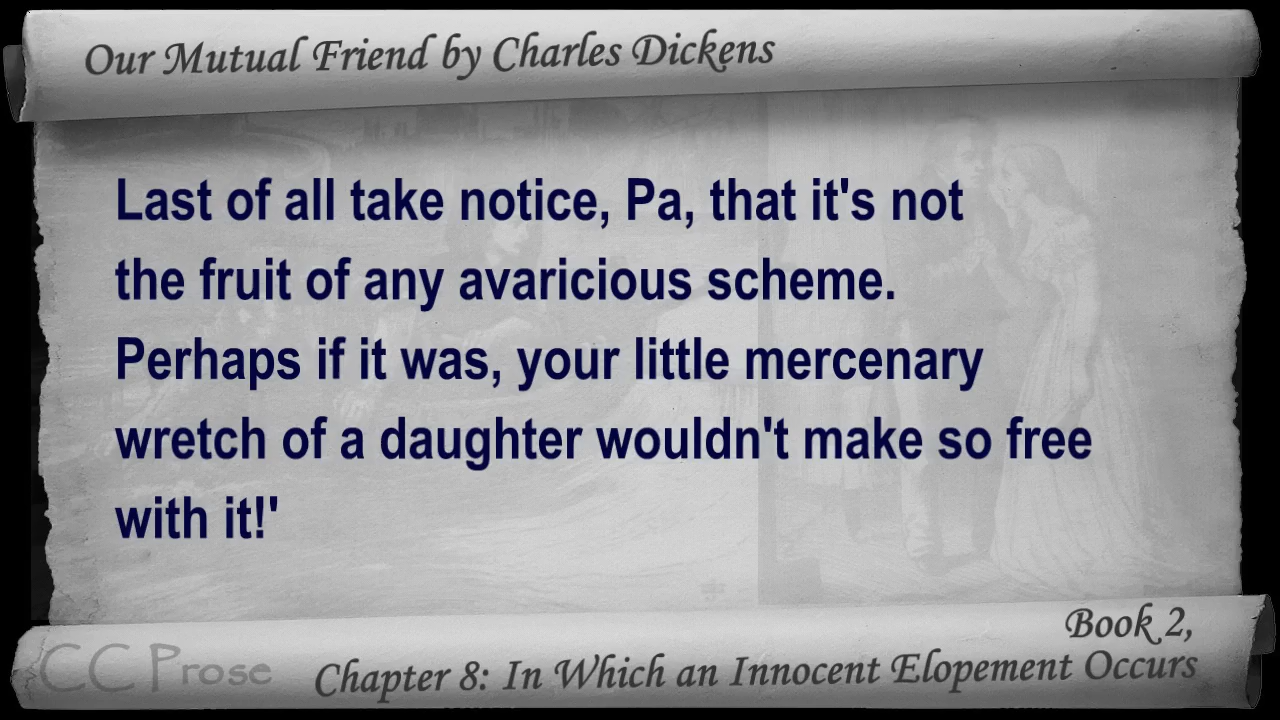 Our Mutual Friend by Charles Dickens
Last of all take notice, Pa, that it's not
the fruit of any avaricious scheme.
Perhaps if it was, your little mercenary
wretch of a daughter wouldn't make so free
with it!'
Book 2,
CC Prose
Chapter 8: In Which an Innocent Elopement Occurs